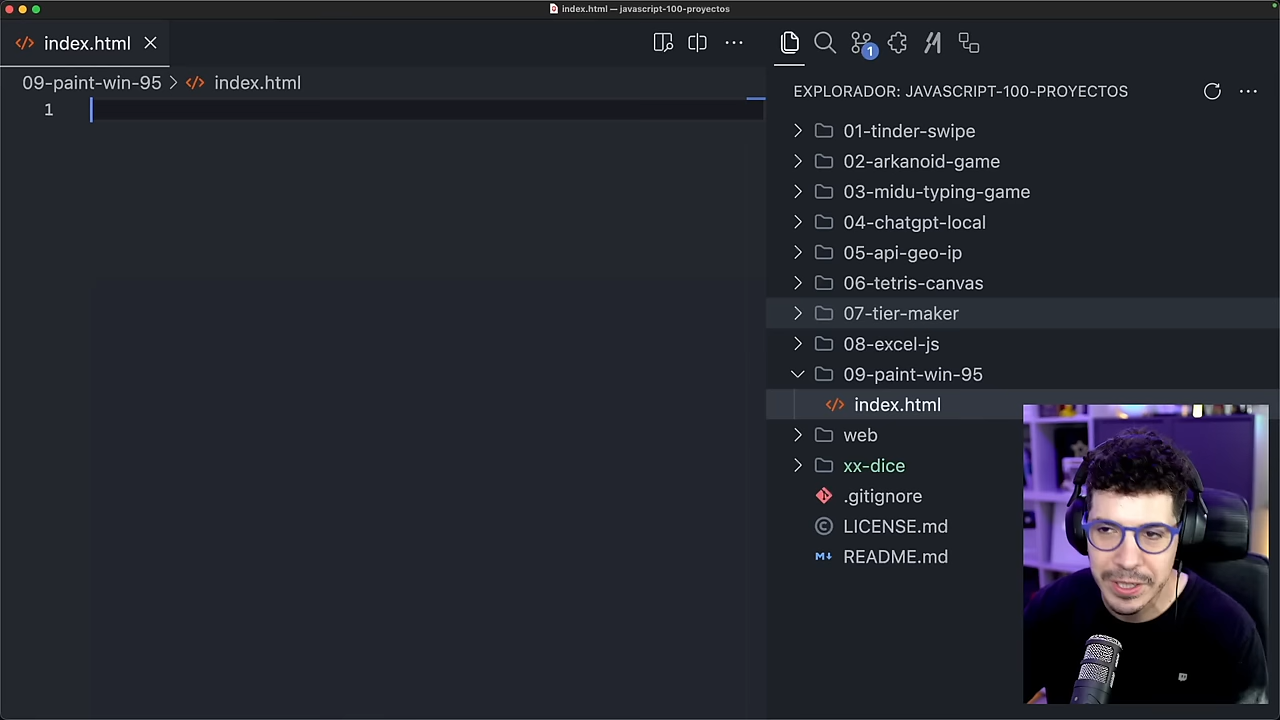 index.html — javascript-100-proyectos
index.html
09-paint-win-95 > index.html
1
1
EXPLORADOR: JAVASCRIPT-100-PROYECTOS
01-tinder-swipe
02-arkanoid-game
03-midu-typing-game
04-chatgpt-local
05-api-geo-ip
06-tetris-canvas
07-tier-maker
08-excel-js
09-paint-win-95
index.html
web
xx-dice
.gitignore
LICENSE.md
README.md